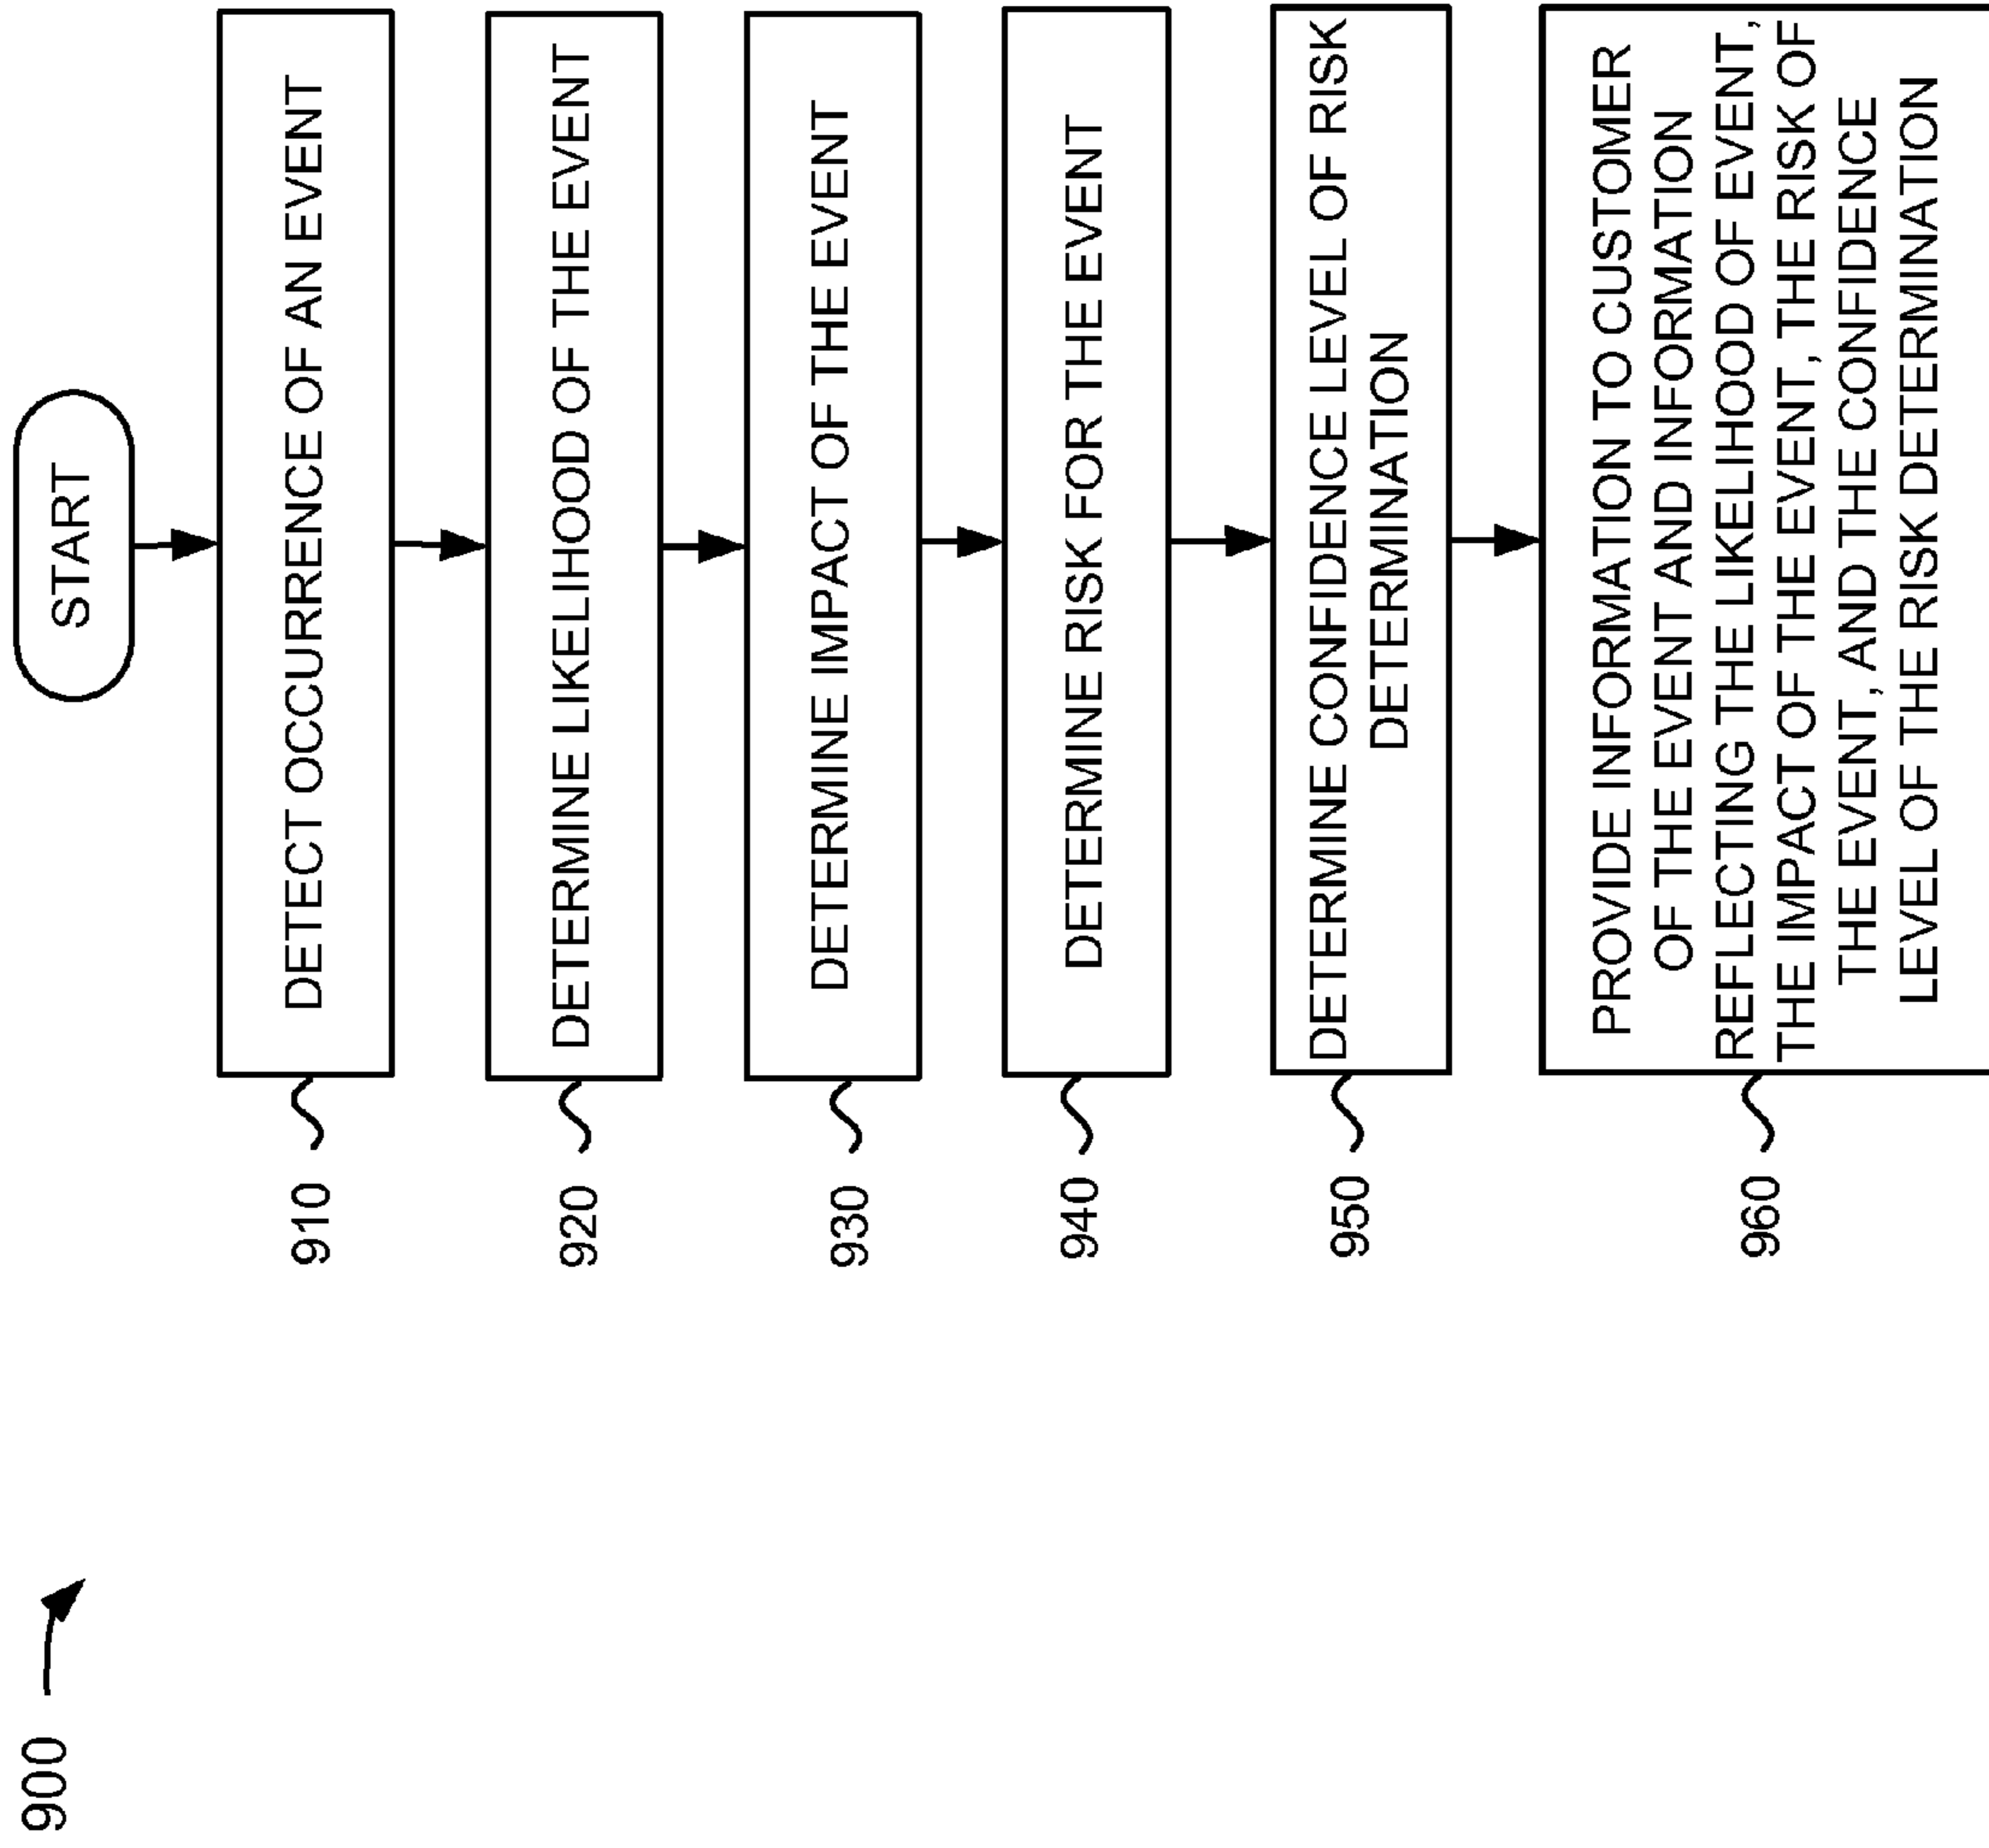 900
START
910
DETECT OCCURRENCE OF AN EVENT
920
DETERMINE LIKELIHOOD OF THE EVENT
930
DETERMINE IMPACT OF THE EVENT
940
DETERMINE RISK FOR THE EVENT
950
DETERMINE CONFIDENCE LEVEL OF RISK
DETERMINATION
960
PROVIDE INFORMATION TO CUSTOMER
OF THE EVENT AND INFORMATION
REFLECTING THE LIKELIHOOD OF EVENT,
THE IMPACT OF THE EVENT, THE RISK OF
THE EVENT, AND THE CONFIDENCE
LEVEL OF THE RISK DETERMINATION